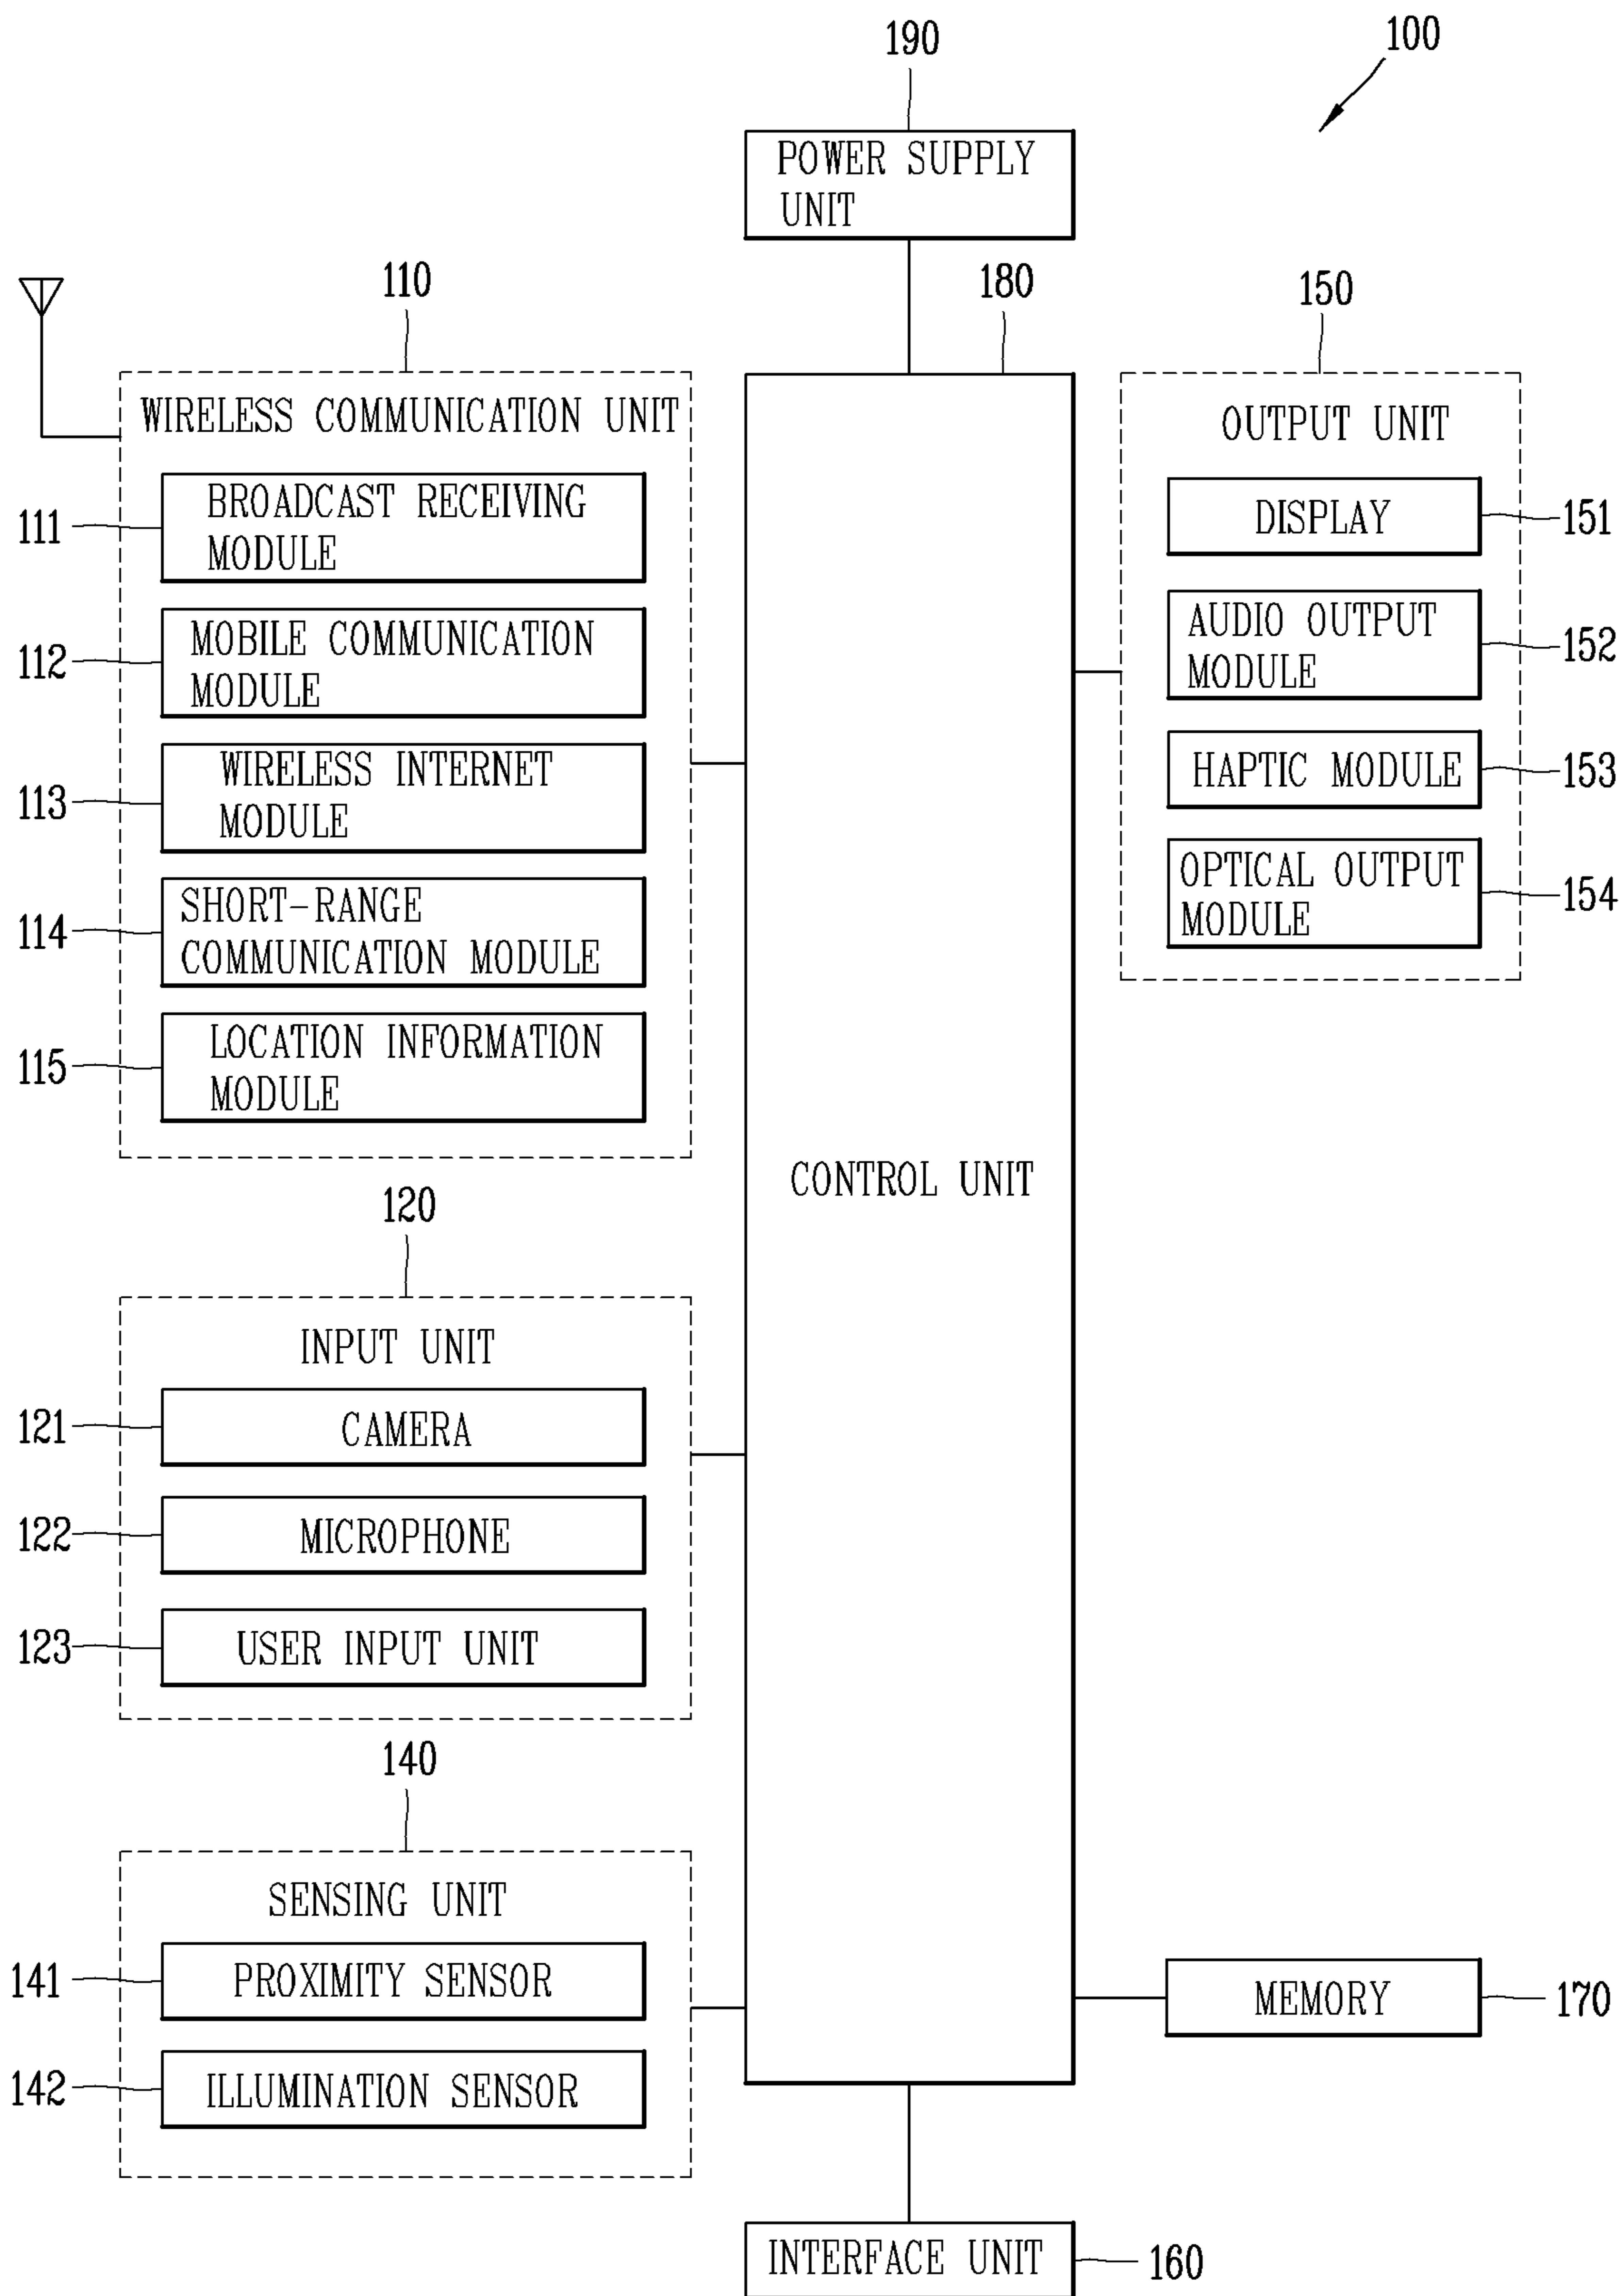 190
100
POWER SUPPLY
UNIT
110
180
150
WIRELESS COMMUNICATION UNIT
111
BROADCAST RECEIVING
MODULE
112
MOBILE COMMUNICATION
MODULE
113
WIRELESS INTERNET
MODULE
114
SHORT-RANGE
COMMUNICATION MODULE
115
LOCATION INFORMATION
MODULE
120
INPUT UNIT
121
CAMERA
122
MICROPHONE
123
USER INPUT UNIT
140
SENSING UNIT
141
PROXIMITY SENSOR
142
ILLUMINATION SENSOR
CONTROL UNIT
OUTPUT UNIT
DISPLAY
151
AUDIO OUTPUT
MODULE
152
HAPTIC MODULE
153
OPTICAL OUTPUT
MODULE
154
MEMORY
170
INTERFACE UNIT
160